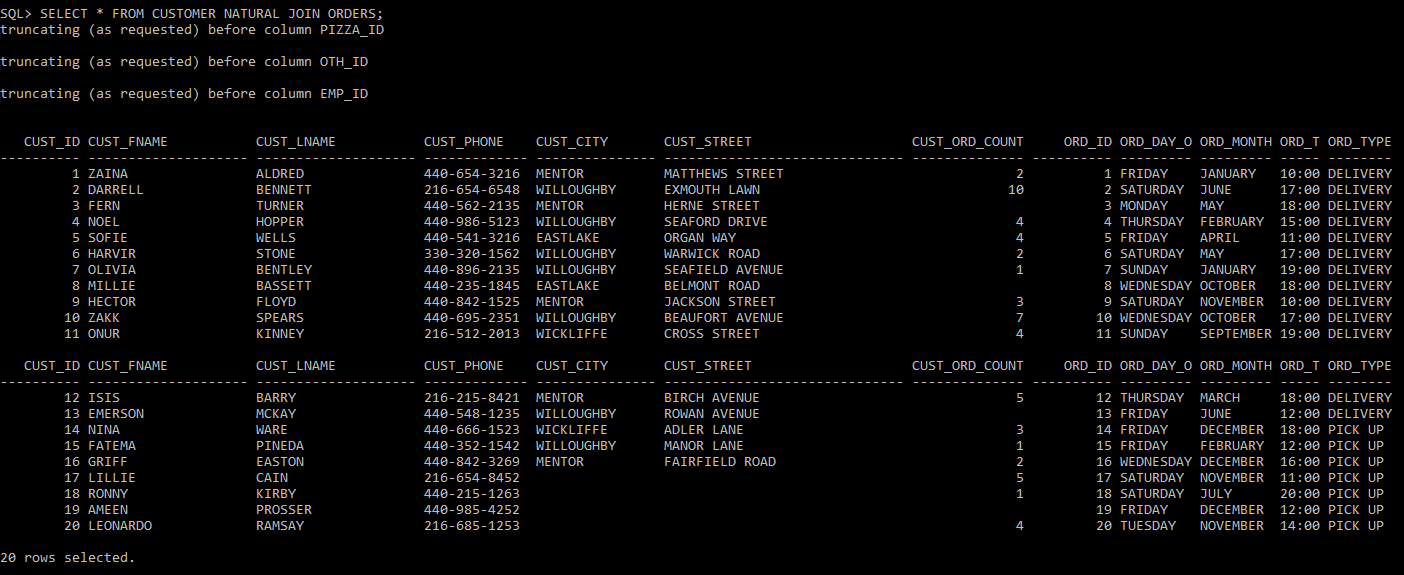 SQL> SELECT * FROM CUSTOMER NATURAL JOIN ORDERS;
truncating (as requested) before column PIZZA_ID
truncating (as requested) before column OTH_ID
truncating (as requested) before column EMP_ID
CUST_ID CUST_FNAME CUST_LNAME CUST_PHONE CUST_CITY CUST_STREET CUST_ORD_COUNT ORD_ID ORD_DAY_O ORD_MONTH ORD_T ORD_TYPE
---------- -------------------- -------------------- ------------ --------------- ------------------------------ -------------- ---------- --------- --------- ----- --------
1 ZAINA ALDRED 440-654-3216 MENTOR MATTHEWS STREET 2 1 FRIDAY JANUARY 10:00 DELIVERY
2 DARRELL BENNETT 216-654-6548 WILLOUGHBY EXMOUTH LAWN 10 2 SATURDAY JUNE 17:00 DELIVERY
3 FERN TURNER 440-562-2135 MENTOR HERNE STREET 3 MONDAY MAY 18:00 DELIVERY
4 NOEL HOPPER 440-986-5123 WILLOUGHBY SEAFORD DRIVE 4 4 THURSDAY FEBRUARY 15:00 DELIVERY
5 SOFIE WELLS 440-541-3216 EASTLAKE ORGAN WAY 4 5 FRIDAY APRIL 11:00 DELIVERY
6 HARVIR STONE 330-320-1562 WILLOUGHBY WARWICK ROAD 2 6 SATURDAY MAY 17:00 DELIVERY
7 OLIVIA BENTLEY 440-896-2135 WILLOUGHBY SEAFIELD AVENUE 1 7 SUNDAY JANUARY 19:00 DELIVERY
8 MILLIE BASSETT 440-235-1845 EASTLAKE BELMONT ROAD 8 WEDNESDAY OCTOBER 18:00 DELIVERY
9 HECTOR FLOYD 440-842-1525 MENTOR JACKSON STREET 3 9 SATURDAY NOVEMBER 10:00 DELIVERY
10 ZAKK SPEARS 440-695-2351 WILLOUGHBY BEAUFORT AVENUE 7 10 WEDNESDAY OCTOBER 17:00 DELIVERY
11 ONUR KINNEY 216-512-2013 WICKLIFFE CROSS STREET 4 11 SUNDAY SEPTEMBER 19:00 DELIVERY
CUST_ID CUST_FNAME CUST_LNAME CUST_PHONE CUST_CITY CUST_STREET CUST_ORD_COUNT ORD_ID ORD_DAY_O ORD_MONTH ORD_T ORD_TYPE
---------- -------------------- -------------------- ------------ --------------- ------------------------------ -------------- ---------- --------- --------- ----- --------
12 ISIS BARRY 216-215-8421 MENTOR BIRCH AVENUE 5 12 THURSDAY MARCH 18:00 DELIVERY
13 EMERSON MCKAY 440-548-1235 WILLOUGHBY ROWAN AVENUE 13 FRIDAY JUNE 12:00 DELIVERY
14 NINA WARE 440-666-1523 WICKLIFFE ADLER LANE 3 14 FRIDAY DECEMBER 18:00 PICK UP
15 FATEMA PINEDA 440-352-1542 WILLOUGHBY MANOR LANE 1 15 FRIDAY FEBRUARY 12:00 PICK UP
16 GRIFF EASTON 440-842-3269 MENTOR FAIRFIELD ROAD 2 16 WEDNESDAY DECEMBER 16:00 PICK UP
17 LILLIE CAIN 216-654-8452 5 17 SATURDAY NOVEMBER 11:00 PICK UP
18 RONNY KIRBY 440-215-1263 1 18 SATURDAY JULY 20:00 PICK UP
19 AMEEN PROSSER 440-985-4252 19 FRIDAY DECEMBER 12:00 PICK UP
20 LEONARDO RAMSAY 216-685-1253 4 20 TUESDAY NOVEMBER 14:00 PICK UP
20 rows selected.